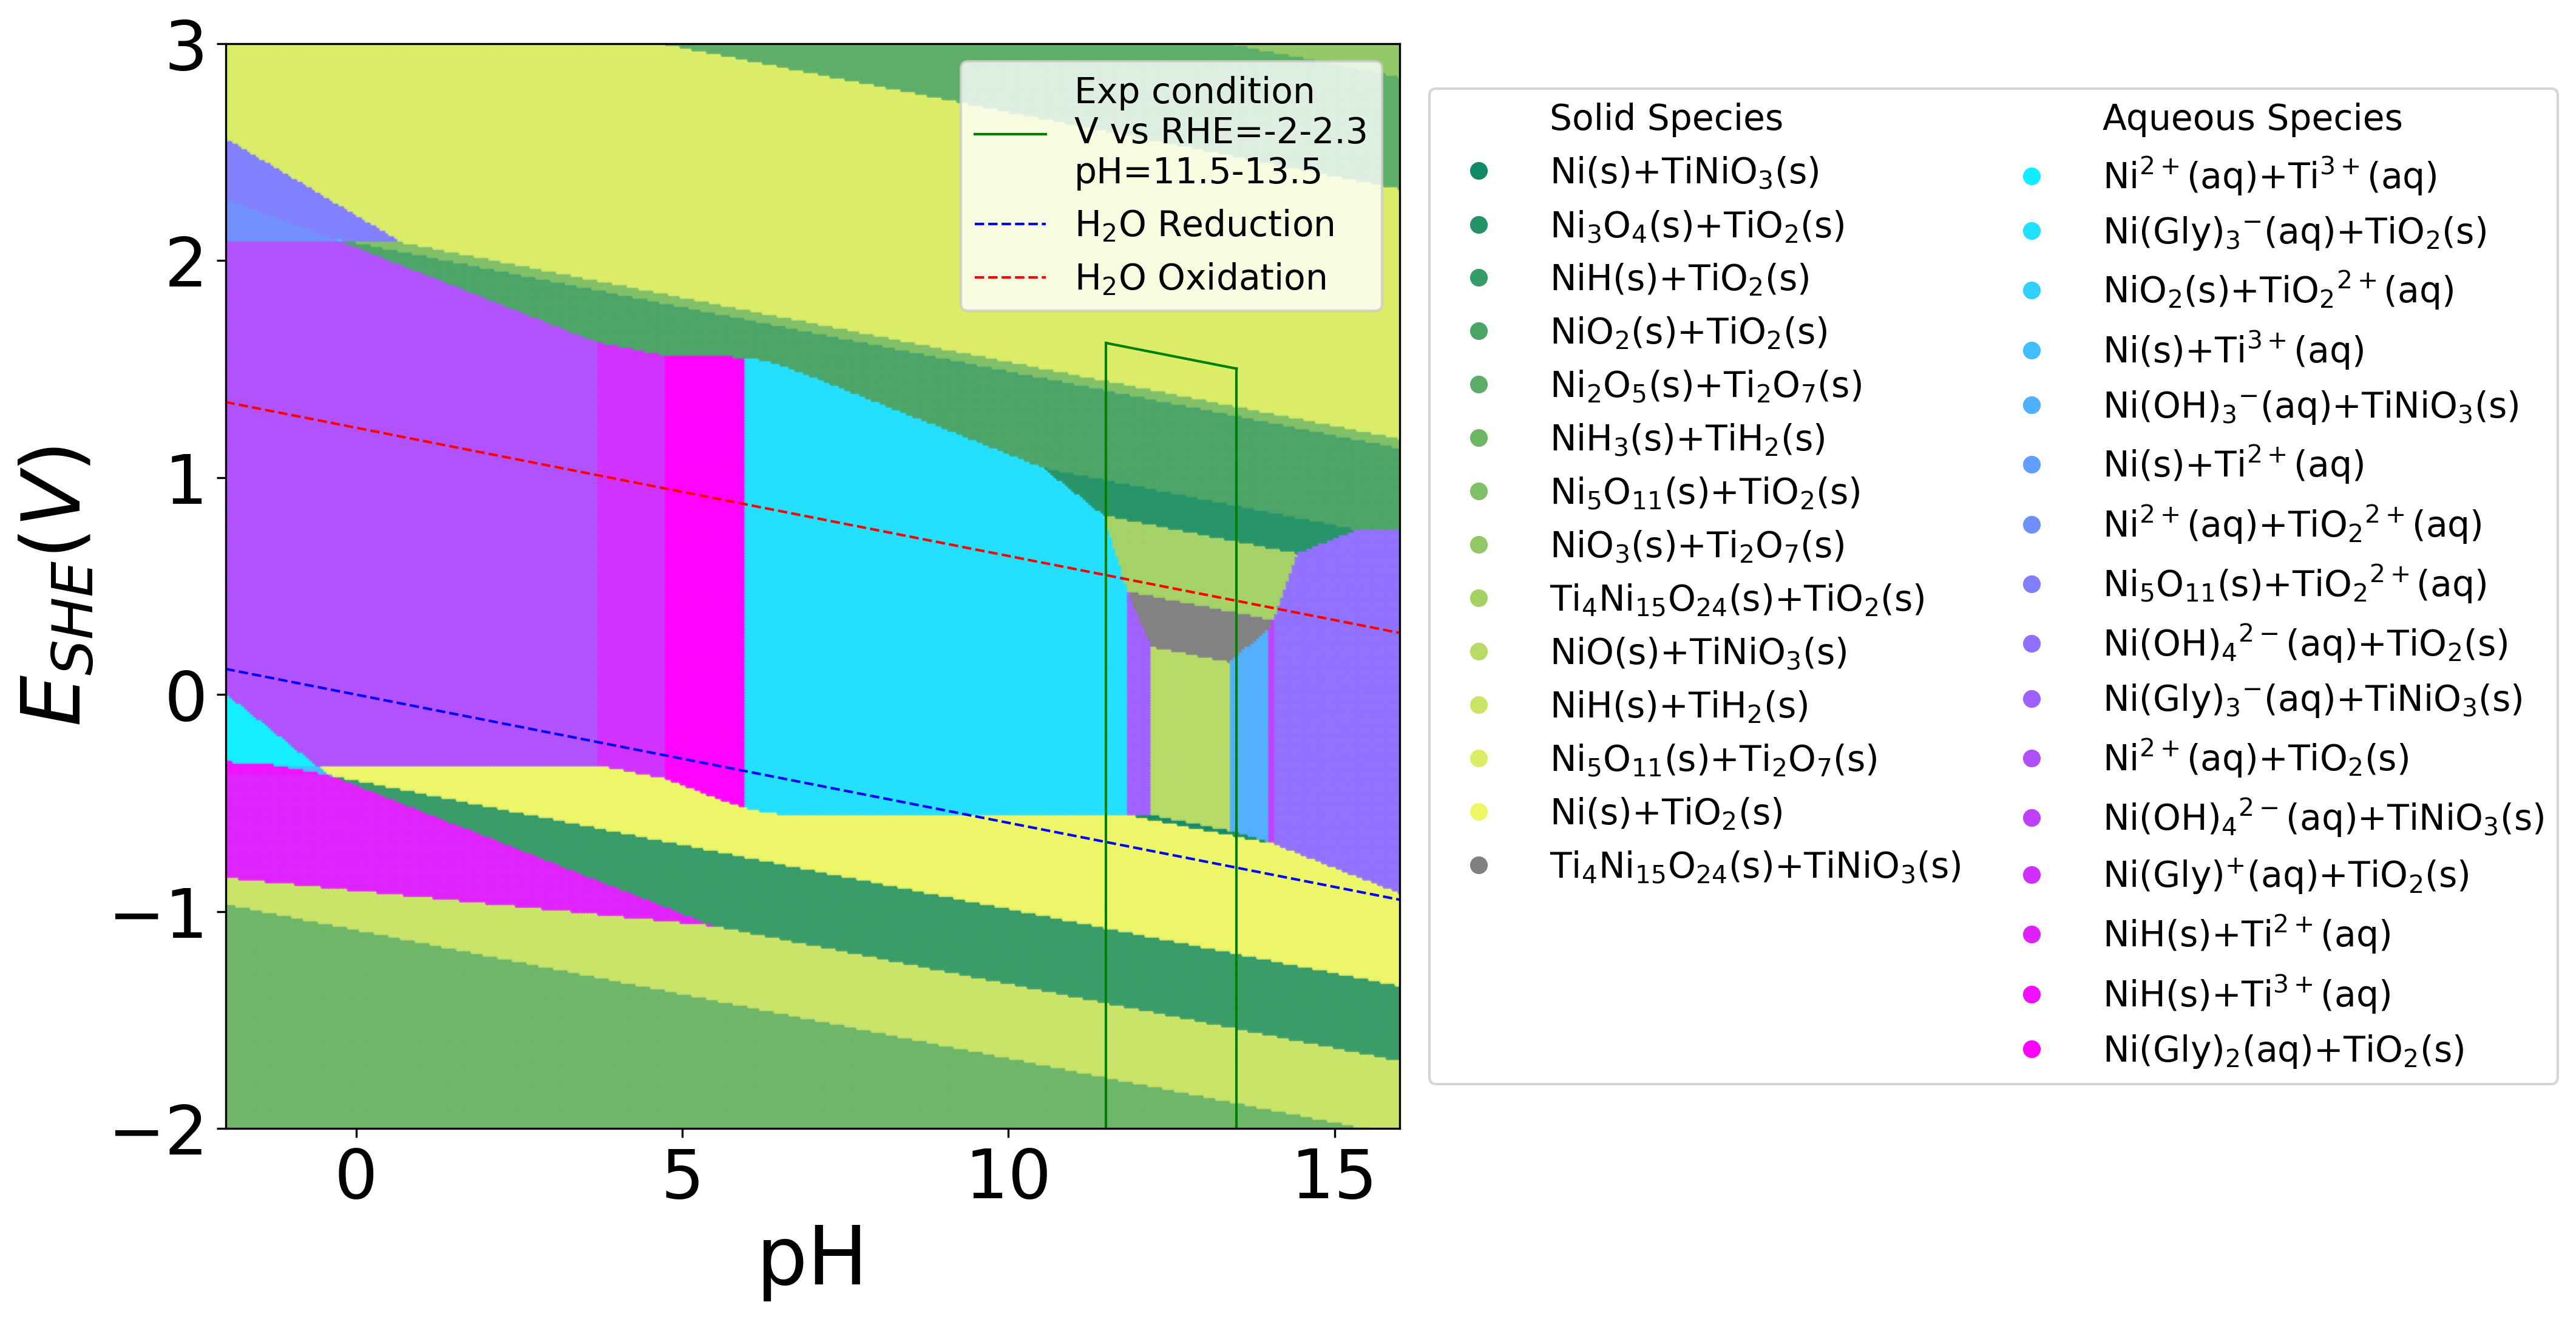 3
2
1
0
−1
−2
E_SHE(V)
0
5
10
15
pH
Exp condition
V vs RHE=-2-2.3
pH=11.5-13.5
H₂O Reduction
H₂O Oxidation
Solid Species
Ni(s)+TiNiO₃(s)
Ni₃O₄(s)+TiO₂(s)
NiH(s)+TiO₂(s)
NiO₂(s)+TiO₂(s)
Ni₂O₅(s)+Ti₂O₇(s)
NiH₃(s)+TiH₂(s)
Ni₅O₁₁(s)+TiO₂(s)
NiO₃(s)+Ti₂O₇(s)
Ti₄Ni₁₅O₂₄(s)+TiO₂(s)
NiO(s)+TiNiO₃(s)
NiH(s)+TiH₂(s)
Ni₅O₁₁(s)+Ti₂O₇(s)
Ni(s)+TiO₂(s)
Ti₄Ni₁₅O₂₄(s)+TiNiO₃(s)
Aqueous Species
Ni²⁺(aq)+Ti³⁺(aq)
Ni(Gly)₃⁻(aq)+TiO₂(s)
NiO₂(s)+TiO₂²⁺(aq)
Ni(s)+Ti³⁺(aq)
Ni(OH)₃⁻(aq)+TiNiO₃(s)
Ni(s)+Ti²⁺(aq)
Ni²⁺(aq)+TiO₂²⁺(aq)
Ni₅O₁₁(s)+TiO₂²⁺(aq)
Ni(OH)₄²⁻(aq)+TiO₂(s)
Ni(Gly)₃⁻(aq)+TiNiO₃(s)
Ni²⁺(aq)+TiO₂(s)
Ni(OH)₄²⁻(aq)+TiNiO₃(s)
Ni(Gly)⁺(aq)+TiO₂(s)
NiH(s)+Ti²⁺(aq)
NiH(s)+Ti³⁺(aq)
Ni(Gly)₂(aq)+TiO₂(s)